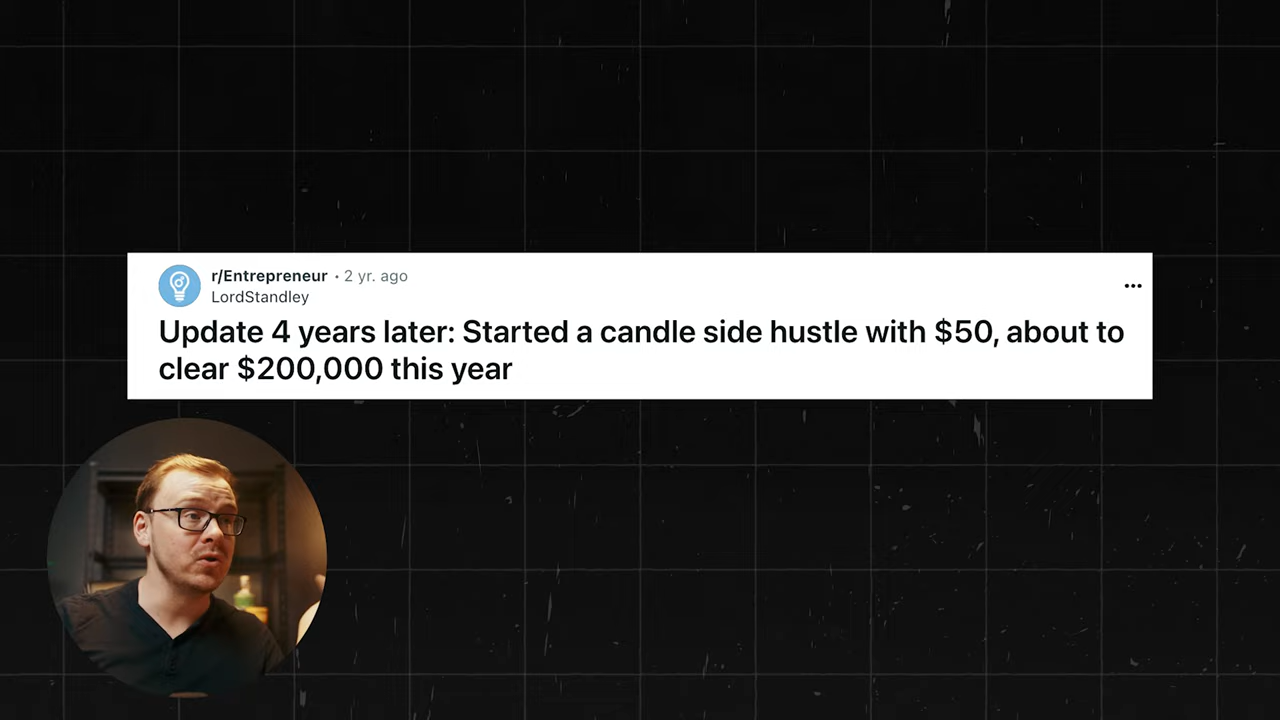 r/Entrepreneur • 2 yr. ago
LordStandley
Update 4 years later: Started a candle side hustle with $50, about to
clear $200,000 this year